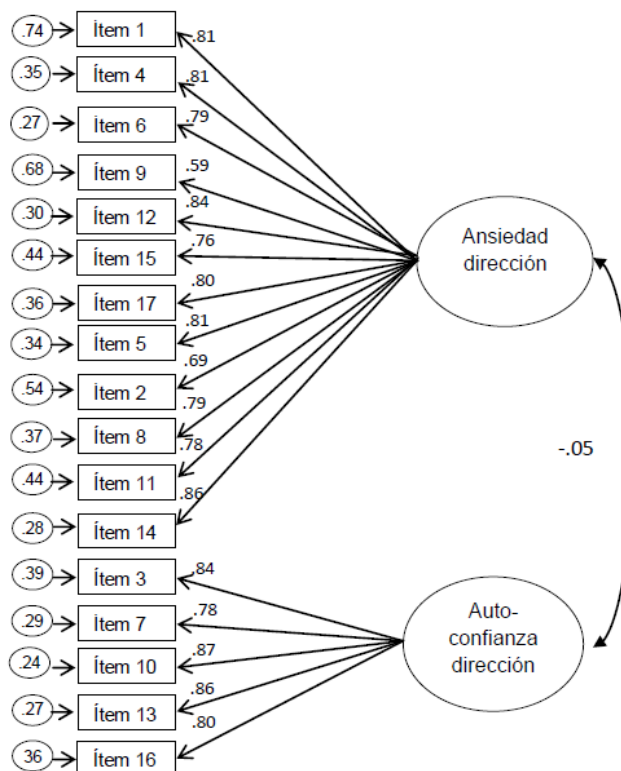 .74 Ítem 1 .81
.35 Ítem 4 .81
.27 Ítem 6 .79
.68 Ítem 9 .59
.30 Ítem 12 .84
.44 Ítem 15 .76
.36 Ítem 17 .80
.34 Ítem 5 .81
.54 Ítem 2 .69
.37 Ítem 8 .79
.44 Ítem 11 .78
.28 Ítem 14 .86
Ansiedad
dirección
-.05
.39 Ítem 3 .84
.29 Ítem 7 .78
.24 Ítem 10 .87
.27 Ítem 13 .86
36 Ítem 16 .80
Auto-
confianza
dirección